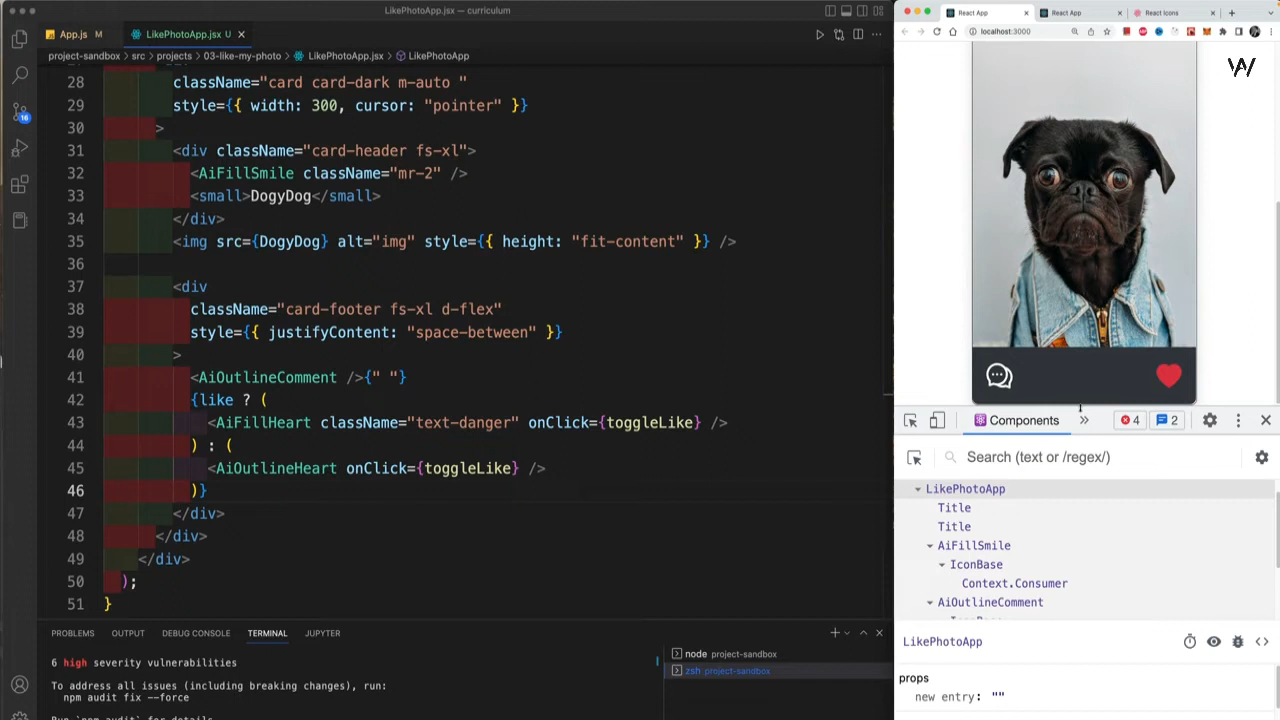 LikePhotoApp.jsx — curriculum
App.js M
LikePhotoApp.jsx U
project-sandbox > src > projects > 03-like-my-photo > LikePhotoApp.jsx > LikePhotoApp
28 className="card card-dark m-auto "
29 style={{ width: 300, cursor: "pointer" }}
30 >
31 <div className="card-header fs-xl">
32 <AiFillSmile className="mr-2" />
33 <small>DogyDog</small>
34 </div>
35 <img src={DogyDog} alt="img" style={{ height: "fit-content" }} />
36
37 <div
38 className="card-footer fs-xl d-flex"
39 style={{ justifyContent: "space-between" }}
40 >
41 <AiOutlineComment />{" "}
42 {like ? (
43 <AiFillHeart className="text-danger" onClick={toggleLike} />
44 ) : (
45 <AiOutlineHeart onClick={toggleLike} />
46 )}
47 </div>
48 </div>
49 </div>
50 );
51 }
16
PROBLEMS OUTPUT DEBUG CONSOLE TERMINAL JUPYTER
6 high severity vulnerabilities
To address all issues (including breaking changes), run:
npm audit fix --force
Run `npm audit` for details.
node project-sandbox
zsh project-sandbox
React App
React App
React Icons
localhost:3000
W
Components
4
2
Search (text or /regex/)
LikePhotoApp
Title
Title
AiFillSmile
IconBase
Context.Consumer
AiOutlineComment
LikePhotoApp
props
new entry: ""